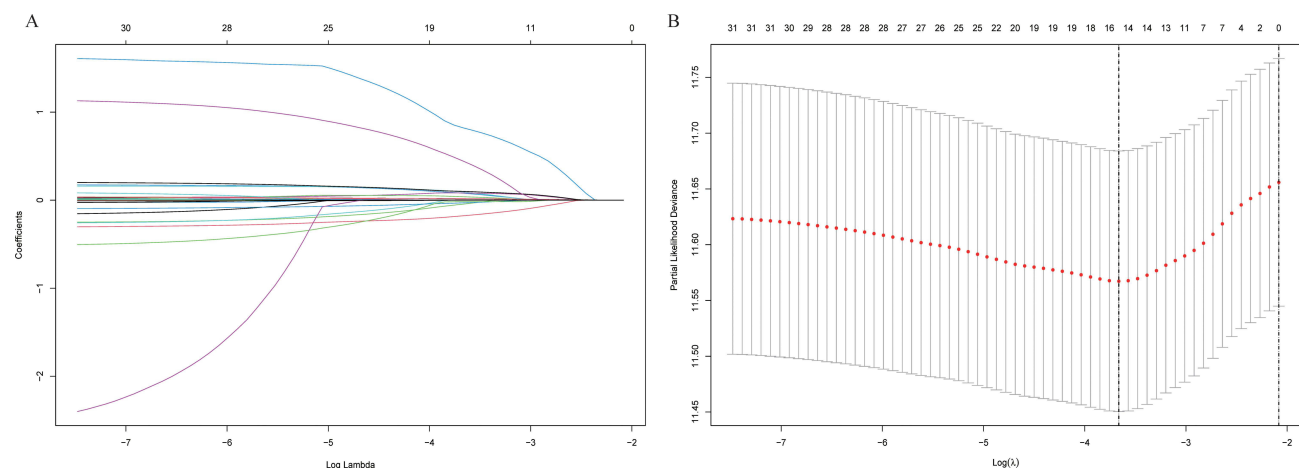 A
30 28 25 19 11 0
Coefficients
1
0
−1
−2
−7 −6 −5 −4 −3 −2
Log Lambda
B
31 31 31 30 29 28 28 28 28 27 27 26 25 25 22 20 19 19 19 18 16 14 14 13 11 7 7 4 2 0
Partial Likelihood Deviance
11.75
11.70
11.65
11.60
11.55
11.50
11.45
−7 −6 −5 −4 −3 −2
Log(λ)